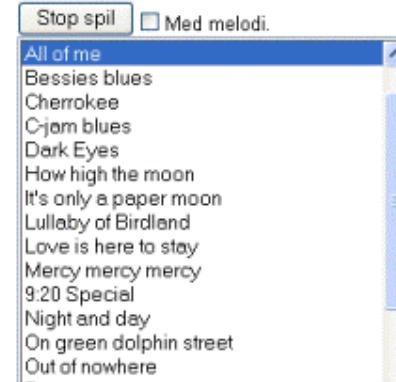 Stop spil Med melodi.
All of me
Bessies blues
Cherrokee
C-jam blues
Dark Eyes
How high the moon
It's only a paper moon
Lullaby of Birdland
Love is here to stay
Mercy mercy mercy
9:20 Special
Night and day
On green dolphin street
Out of nowhere